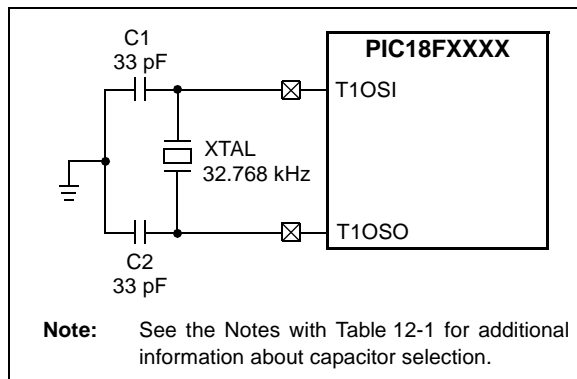 C1
33 pF
PIC18FXXXX
T1OSI
XTAL
32.768 kHz
T1OSO
C2
33 pF
Note: See the Notes with Table 12-1 for additional
information about capacitor selection.